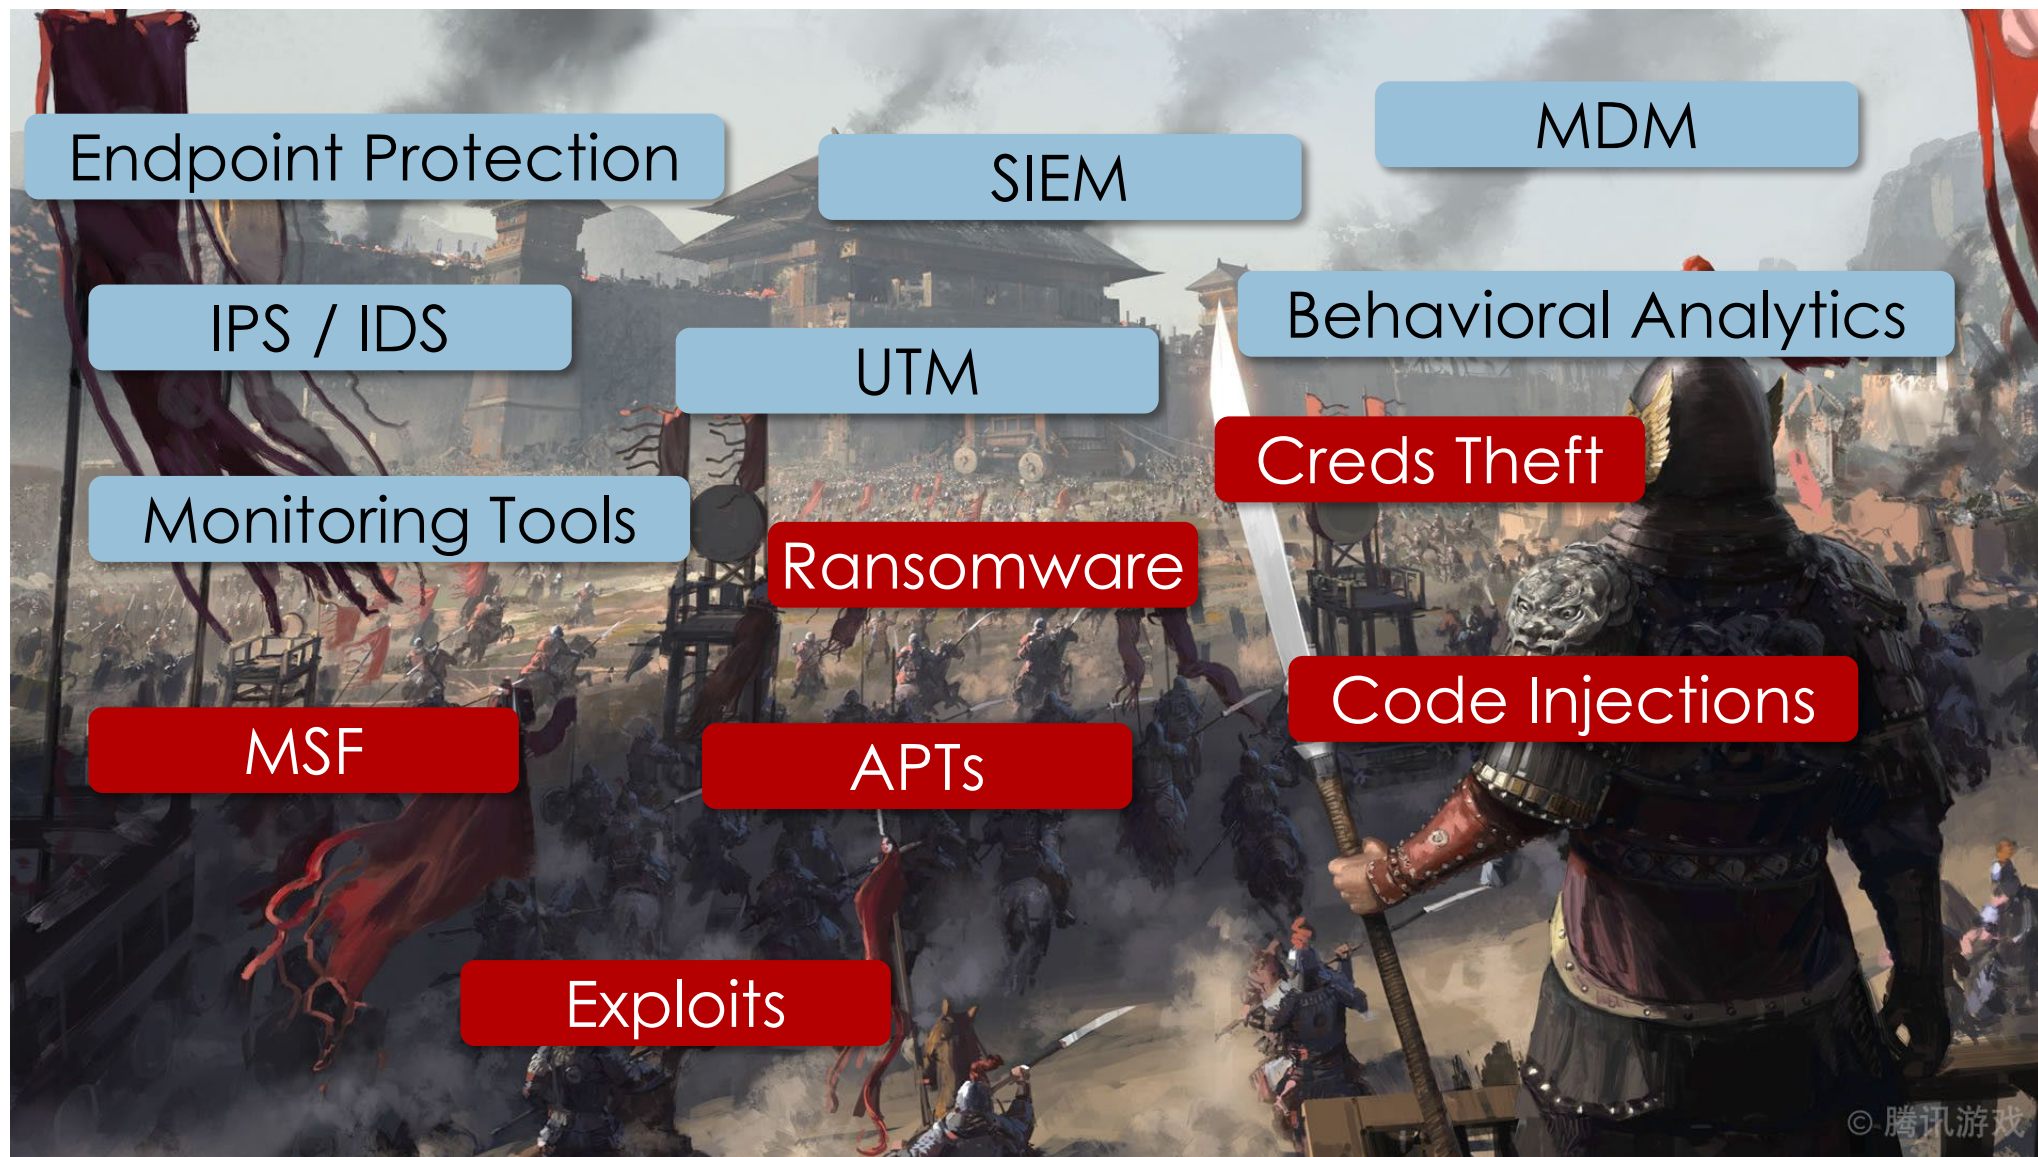 Endpoint Protection
SIEM
MDM
IPS / IDS
UTM
Behavioral Analytics
Creds Theft
Monitoring Tools
Ransomware
Code Injections
MSF
APTs
Exploits
© 腾讯游戏